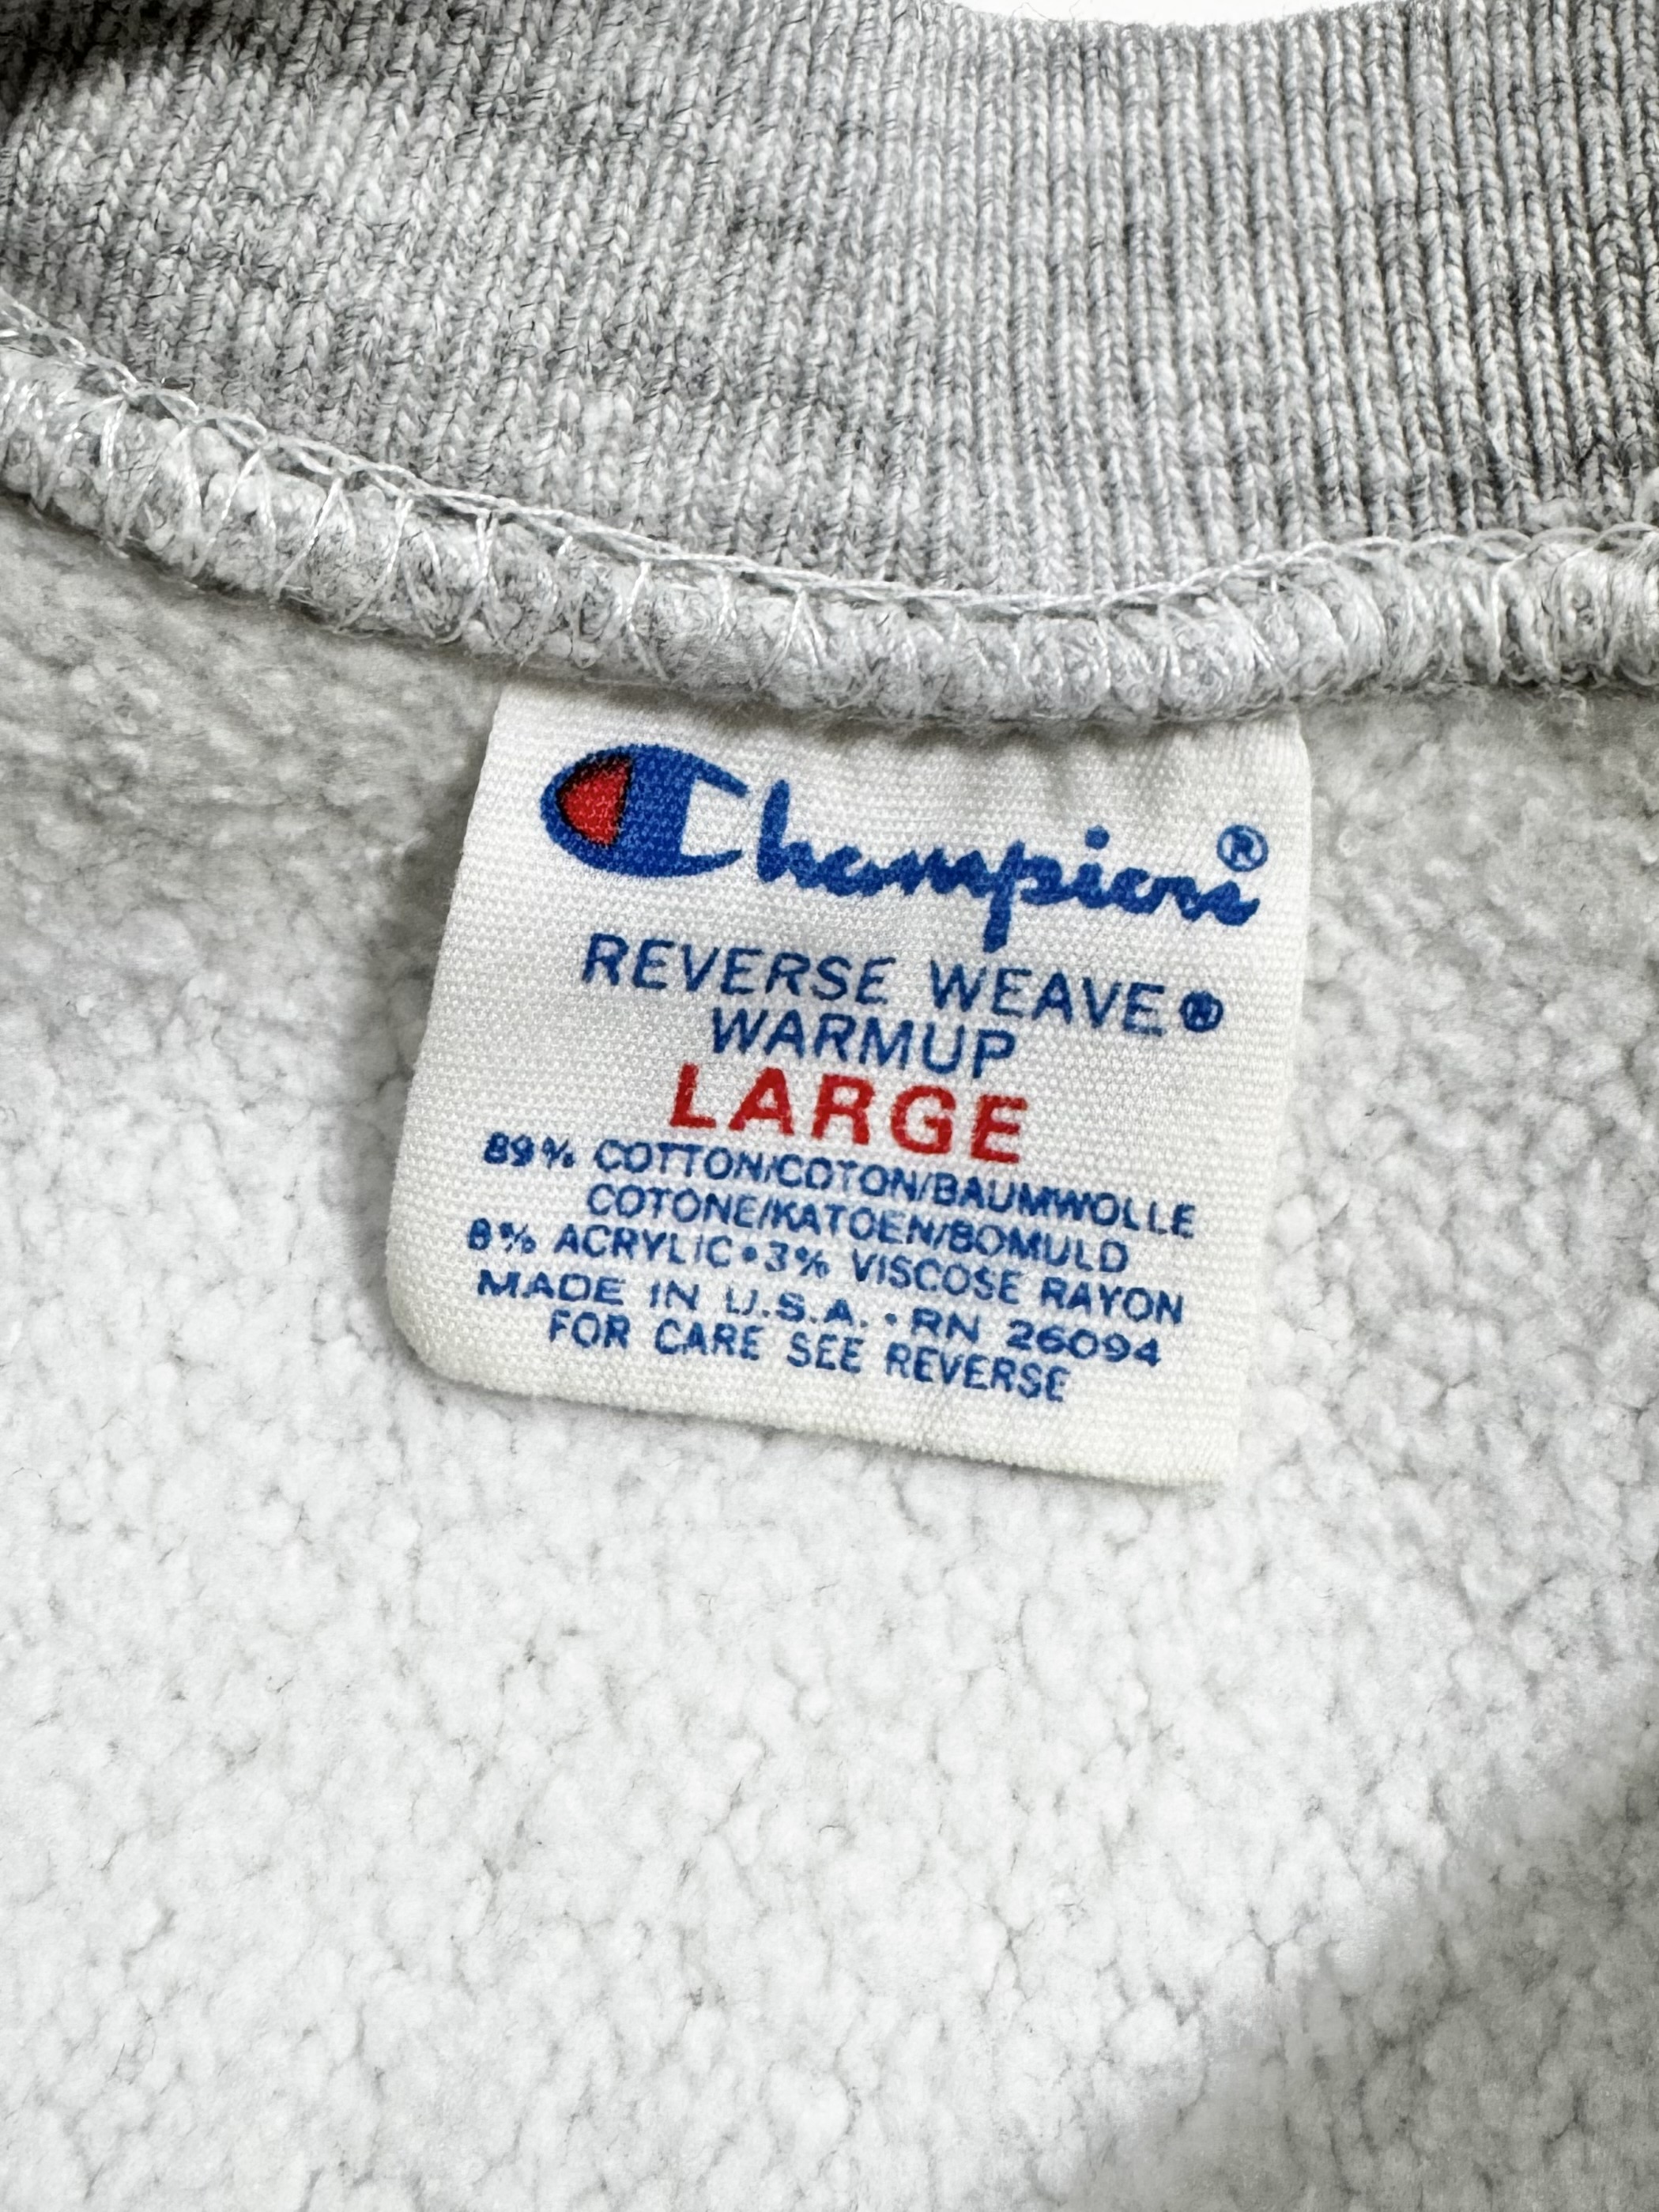 Champion®
REVERSE WEAVE®
WARMUP
LARGE
89% COTTON/COTON/BAUMWOLLE
COTONE/KATOEN/BOMULD
8% ACRYLIC•3% VISCOSE RAYON
MADE IN U.S.A. • RN 26094
FOR CARE SEE REVERSE